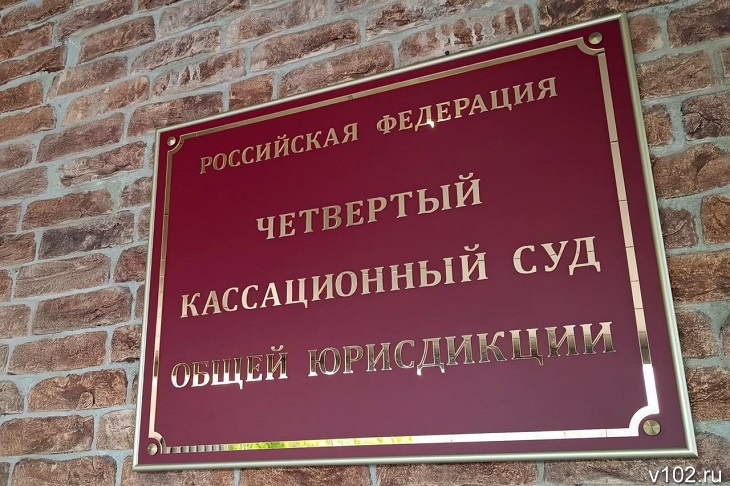 РОССИЙСКАЯ ФЕДЕРАЦИЯ
ЧЕТВЕРТЫЙ
КАССАЦИОННЫЙ СУД
ОБЩЕЙ ЮРИСДИКЦИИ
v102.ru